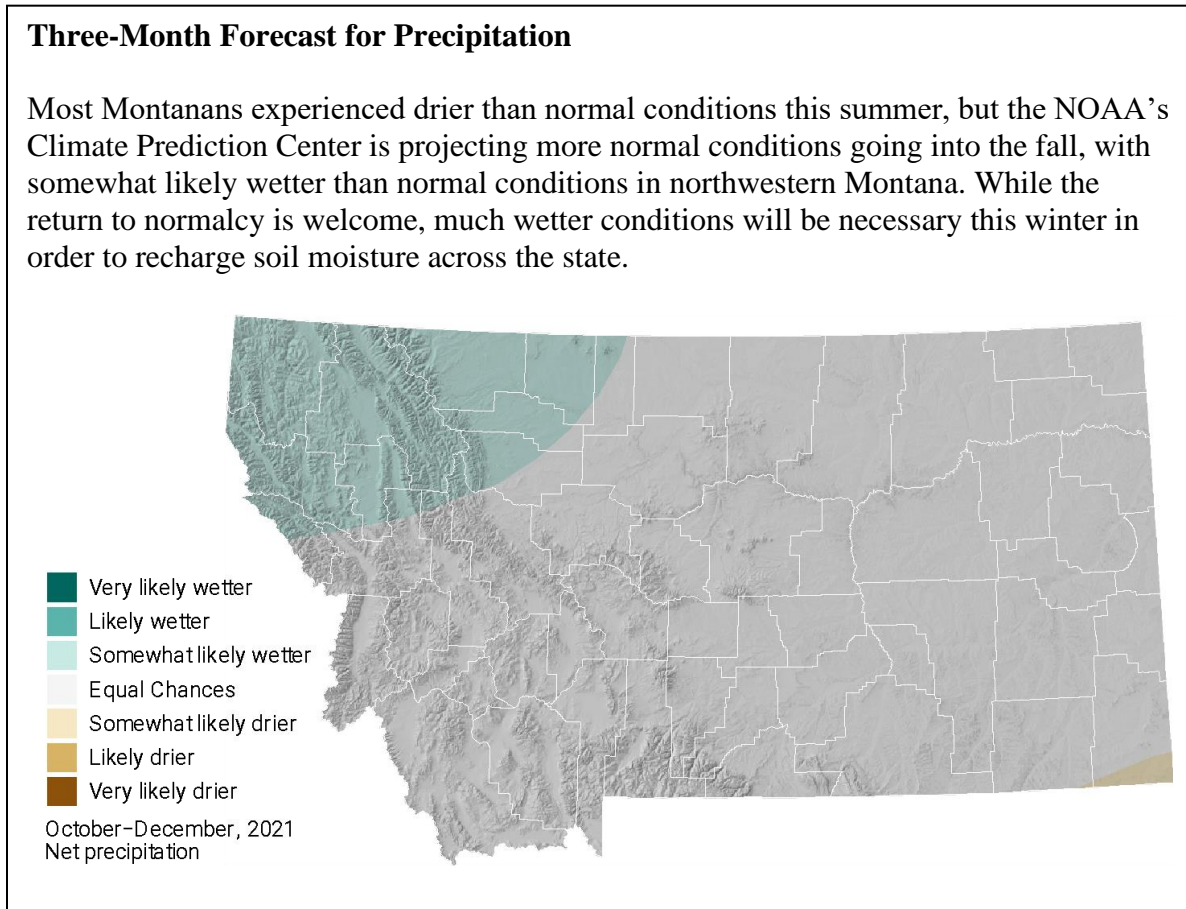 Three-Month Forecast for Precipitation
Most Montanans experienced drier than normal conditions this summer, but the NOAA’s
Climate Prediction Center is projecting more normal conditions going into the fall, with
somewhat likely wetter than normal conditions in northwestern Montana. While the
return to normalcy is welcome, much wetter conditions will be necessary this winter in
order to recharge soil moisture across the state.
Very likely wetter
Likely wetter
Somewhat likely wetter
Equal Chances
Somewhat likely drier
Likely drier
Very likely drier
October-December, 2021
Net precipitation